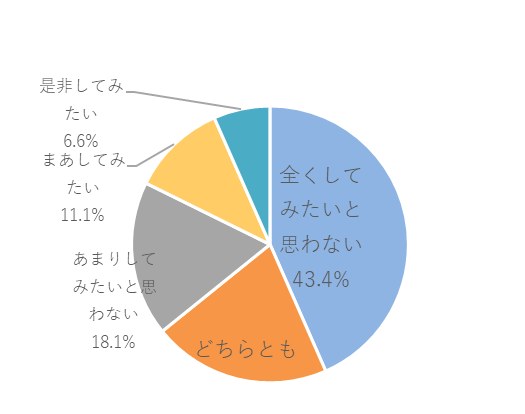 是非してみ
たい
6.6%
まあしてみ
たい
11.1%
あまりして
みたいと思
わない
18.1%
全くして
みたいと
思わない
43.4%
どちらとも